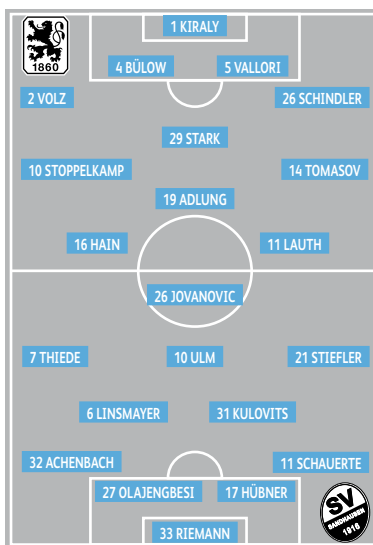 1 KIRALY
1860
4 BÜLOW
5 VALLORI
2 VOLZ
26 SCHINDLER
29 STARK
10 STOPPELKAMP
14 TOMASOV
19 ADLUNG
16 HAIN
11 LAUTH
26 JOVANOVIC
7 THIEDE
10 ULM
21 STIEFLER
6 LINSMAYER
31 KULOVITS
32 ACHENBACH
11 SCHAUERTE
27 OLAJENGBESI
17 HÜBNER
SV
SANDHAUSEN
1916
33 RIEMANN